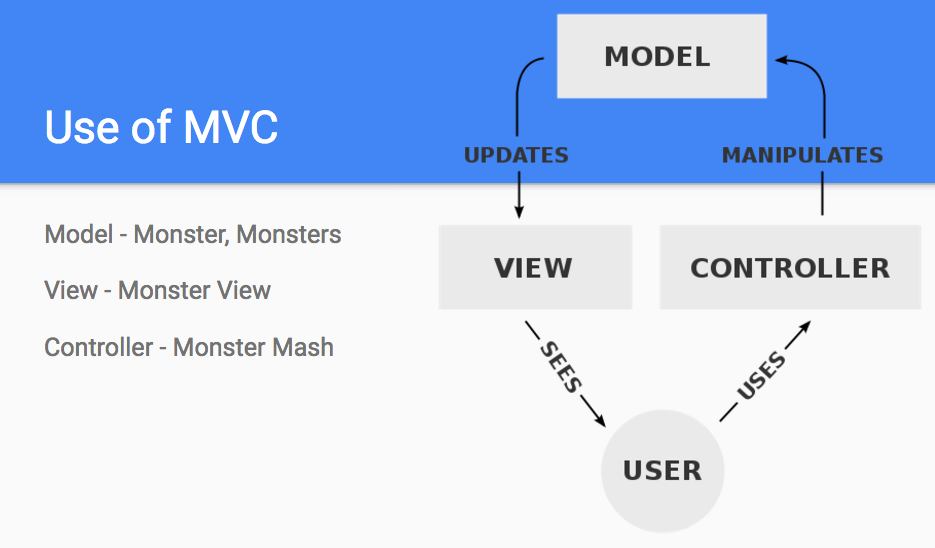 Use of MVC
Model - Monster, Monsters
View - Monster View
Controller - Monster Mash
MODEL
UPDATES
MANIPULATES
VIEW
CONTROLLER
SEES
USES
USER